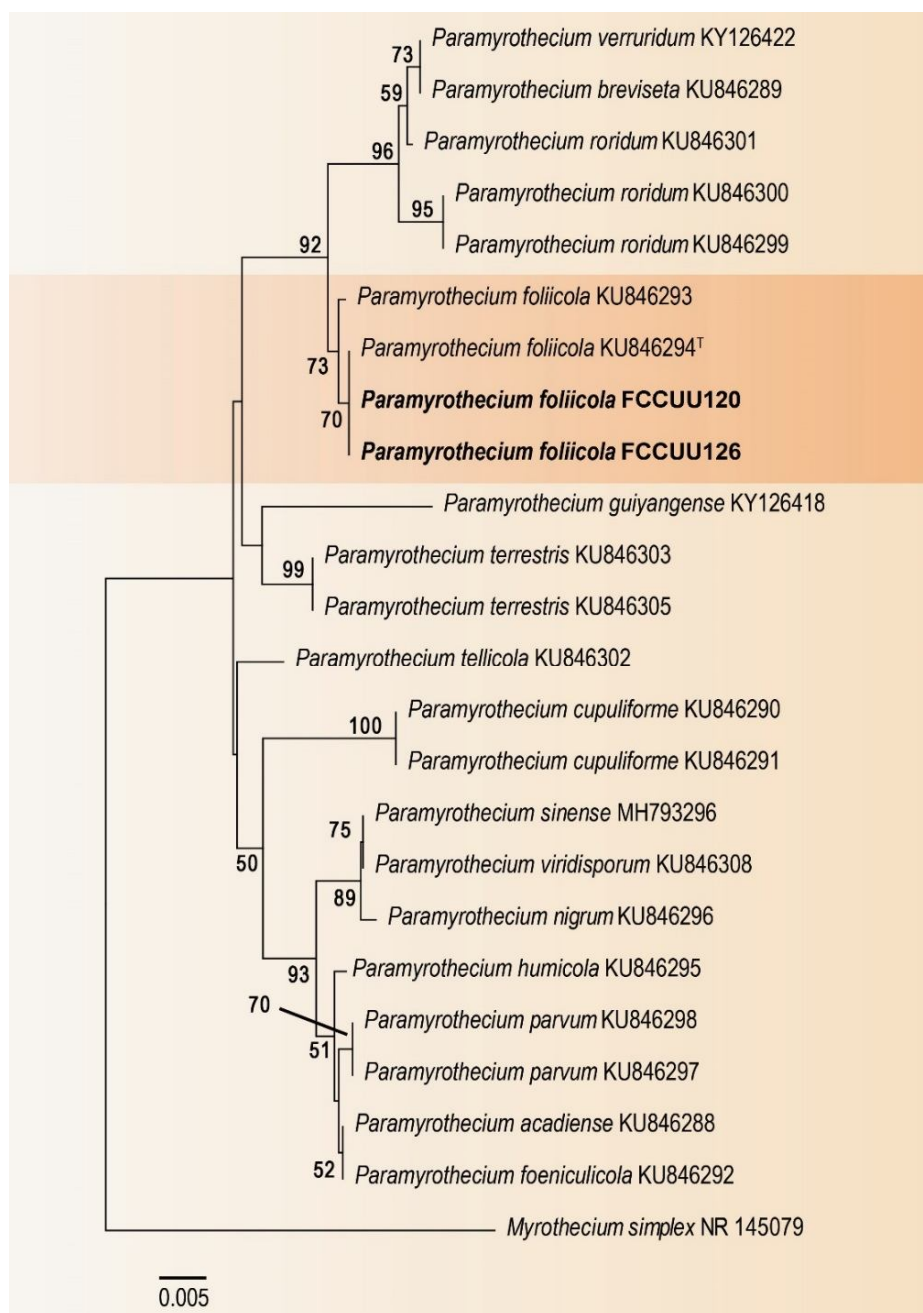 Paramyrothecium verruridum KY126422
73
Paramyrothecium breviseta KU846289
59
Paramyrothecium roridum KU846301
96
Paramyrothecium roridum KU846300
95
Paramyrothecium roridum KU846299
92
Paramyrothecium foliicola KU846293
Paramyrothecium foliicola KU846294T
73
Paramyrothecium foliicola FCCUU120
70
Paramyrothecium foliicola FCCUU126
Paramyrothecium guiyangense KY126418
Paramyrothecium terrestris KU846303
99
Paramyrothecium terrestris KU846305
Paramyrothecium tellicola KU846302
Paramyrothecium cupuliforme KU846290
100
Paramyrothecium cupuliforme KU846291
Paramyrothecium sinense MH793296
75
Paramyrothecium viridisporum KU846308
50
89
Paramyrothecium nigrum KU846296
Paramyrothecium humicola KU846295
93
70
Paramyrothecium parvum KU846298
51
Paramyrothecium parvum KU846297
Paramyrothecium acadiense KU846288
52
Paramyrothecium foeniculicola KU846292
Myrothecium simplex NR 145079
0.005